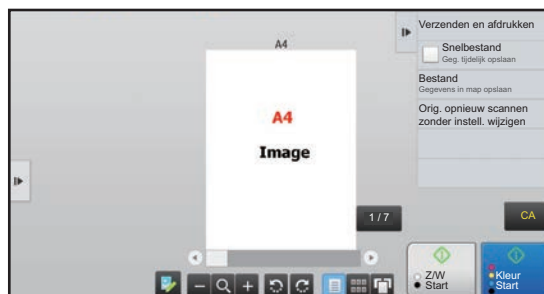 A4
A4
Image
1 / 7
Verzenden en afdrukken
Snelbestand
Geg. tijdelijk opslaan
Bestand
Gegevens in map opslaan
Orig. opnieuw scannen
zonder instell. wijzigen
CA
Z/W
Start
Kleur
Start